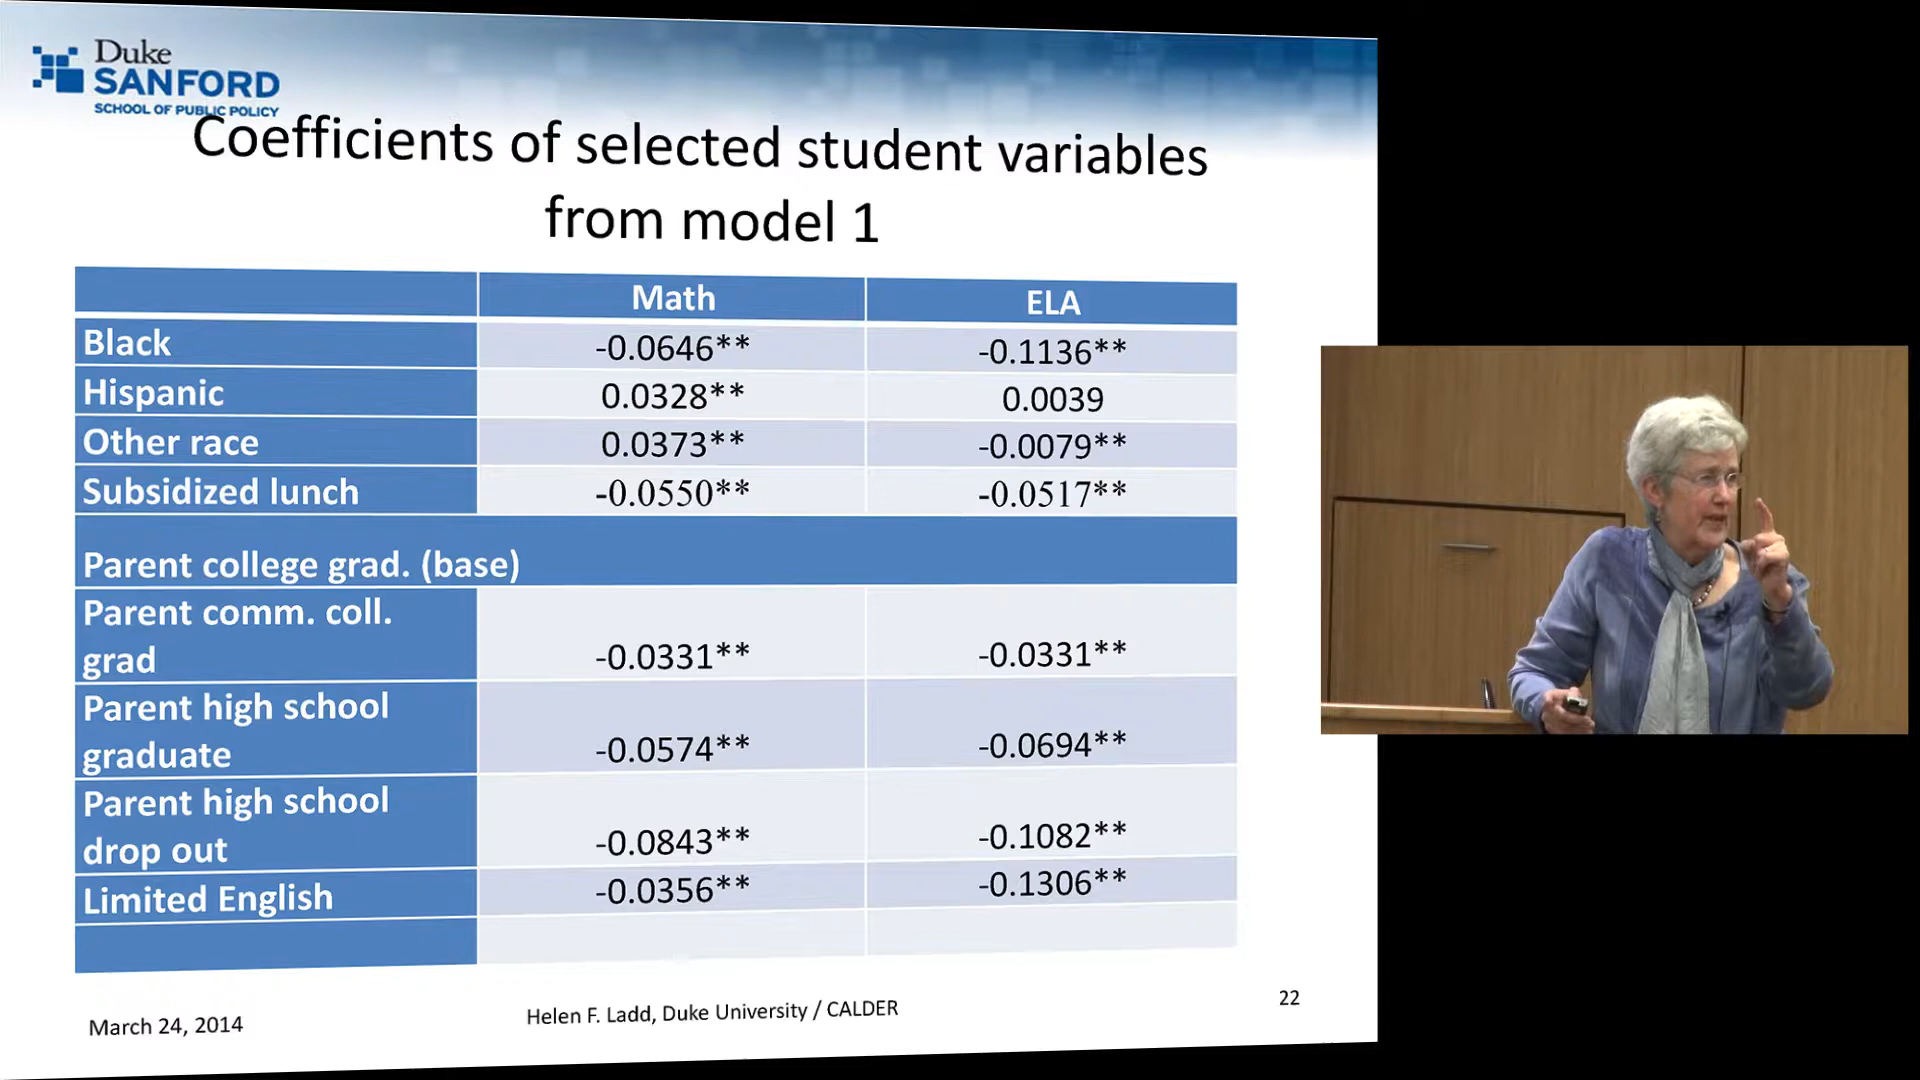 Duke
SANFORD
SCHOOL OF PUBLIC POLICY
Coefficients of selected student variables
from model 1
Math ELA
Black -0.0646** -0.1136**
Hispanic 0.0328** 0.0039
Other race 0.0373** -0.0079**
Subsidized lunch -0.0550** -0.0517**
Parent college grad. (base)
Parent comm. coll.
grad -0.0331** -0.0331**
Parent high school
graduate -0.0574** -0.0694**
Parent high school
drop out -0.0843** -0.1082**
Limited English -0.0356** -0.1306**
March 24, 2014 Helen F. Ladd, Duke University / CALDER 22